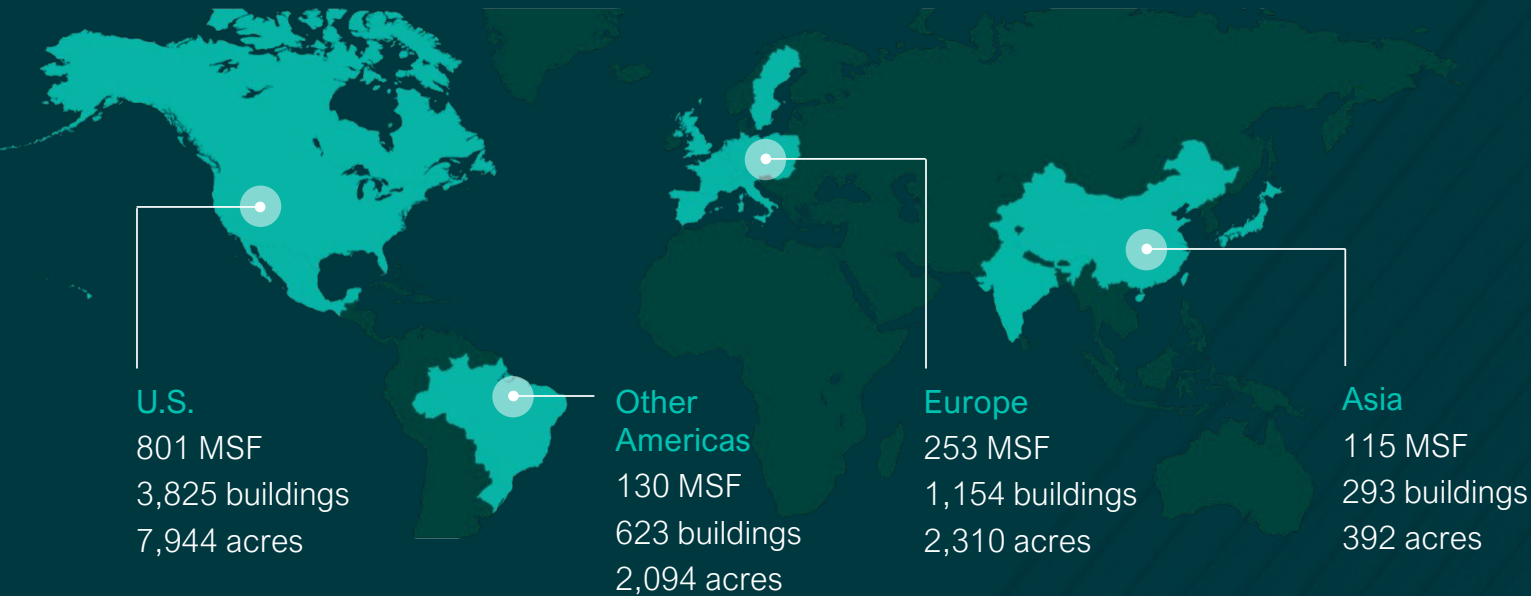 U.S.
801 MSF
3,825 buildings
7,944 acres
Other
Americas
130 MSF
623 buildings
2,094 acres
Europe
253 MSF
1,154 buildings
2,310 acres
Asia
115 MSF
293 buildings
392 acres